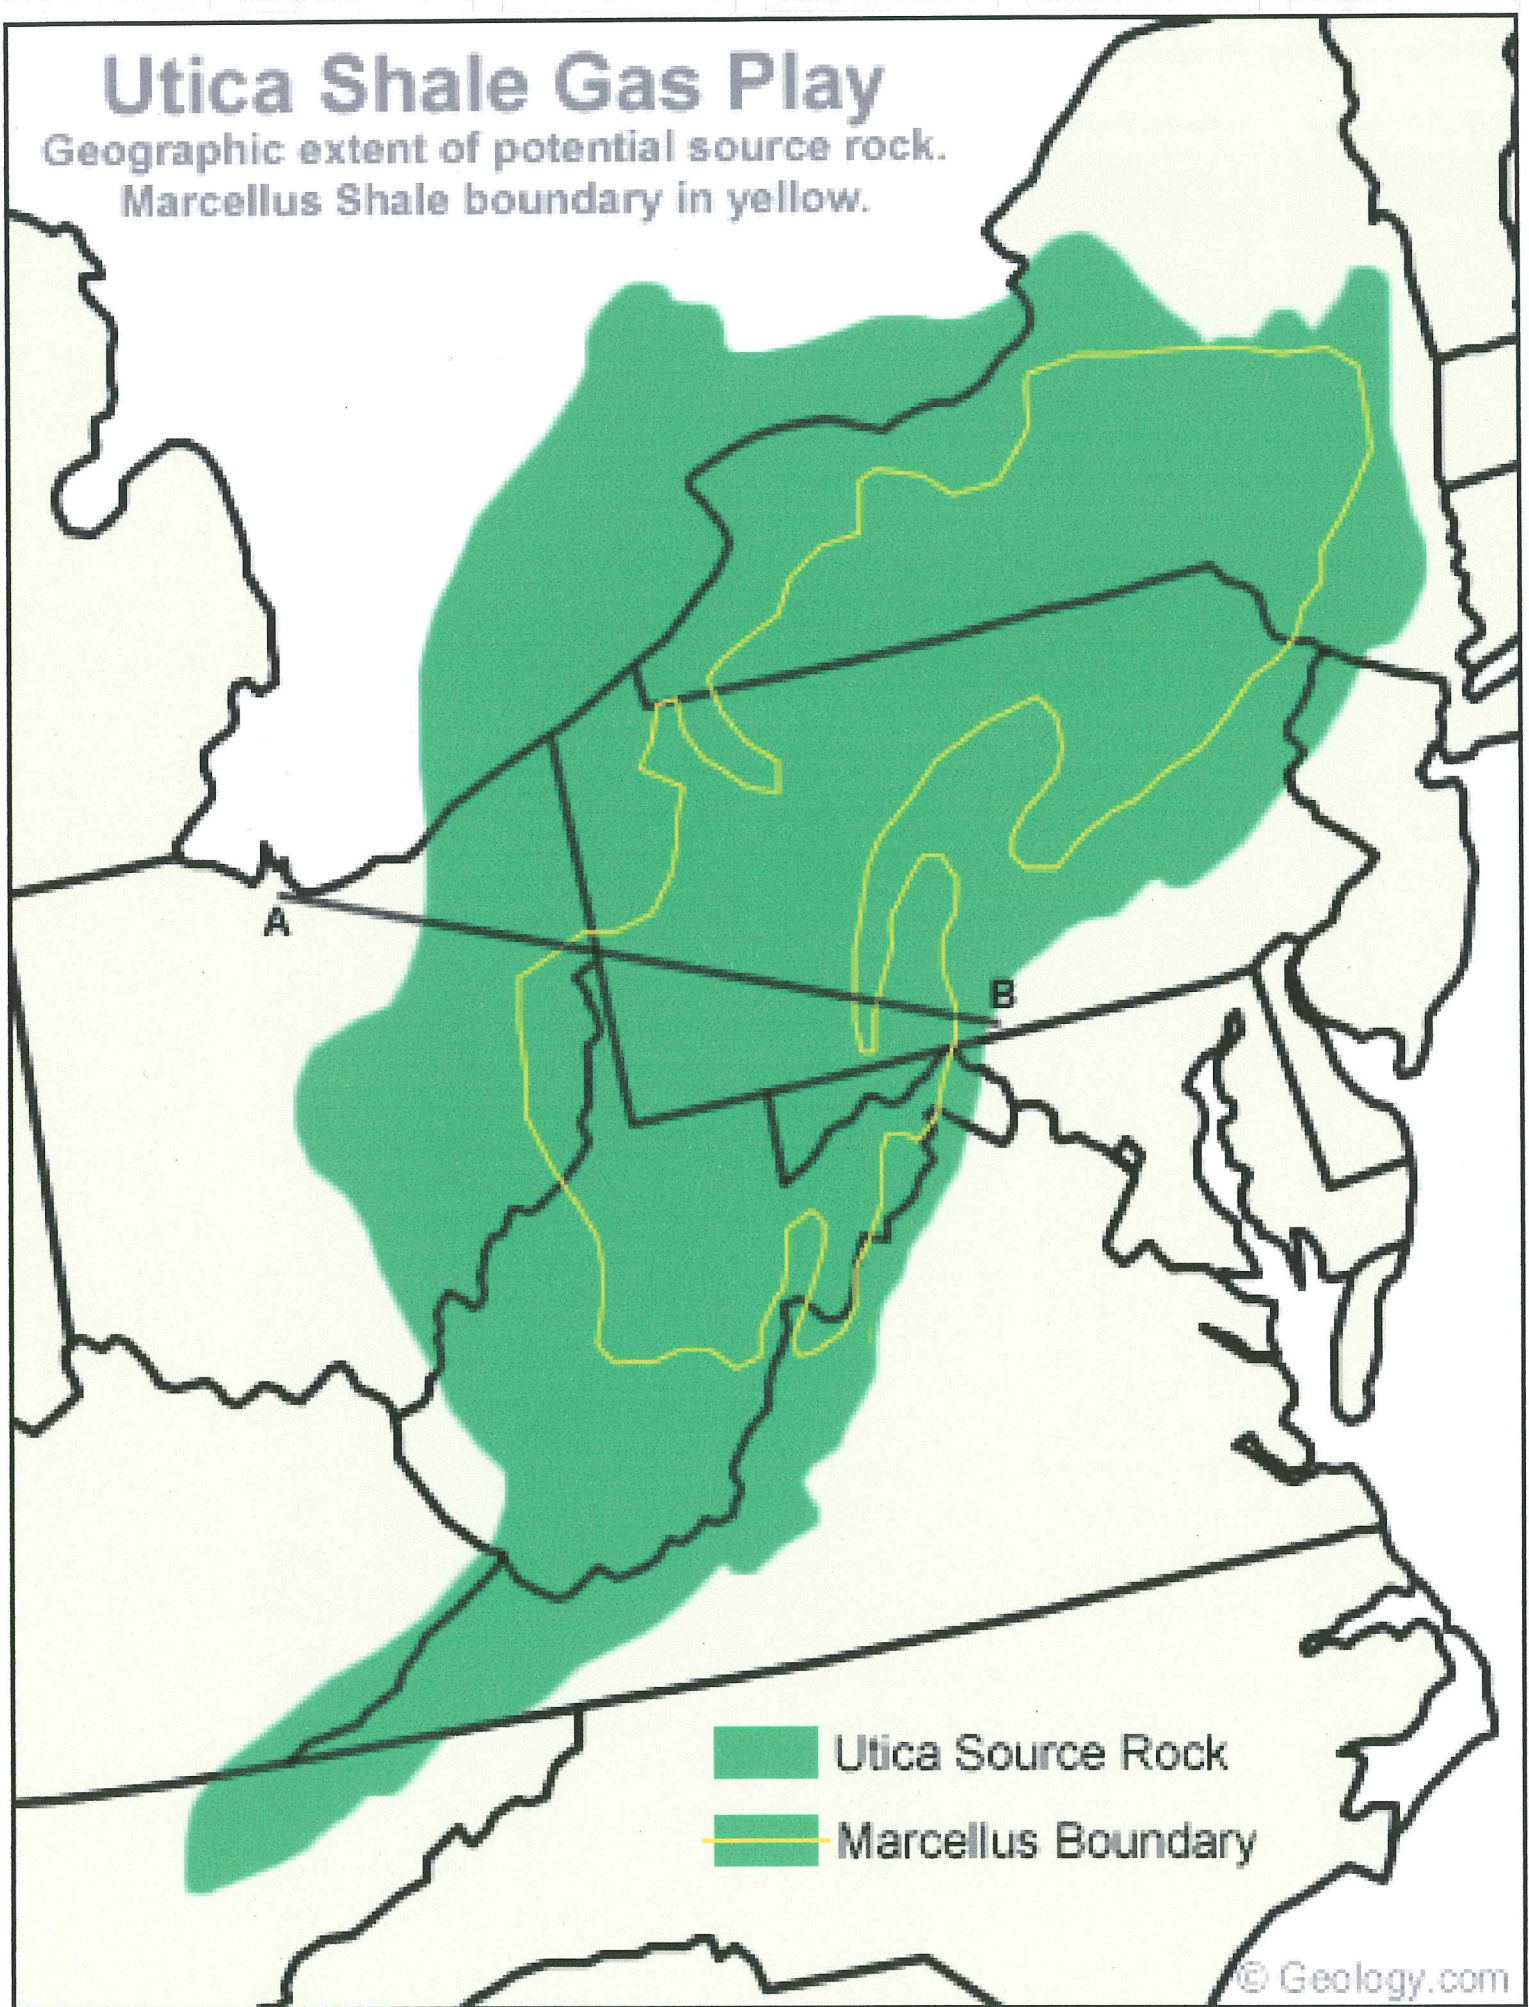 Utica Shale Gas Play
Geographic extent of potential source rock.
Marcellus Shale boundary in yellow.
A
B
Utica Source Rock
Marcellus Boundary
© Geology.com